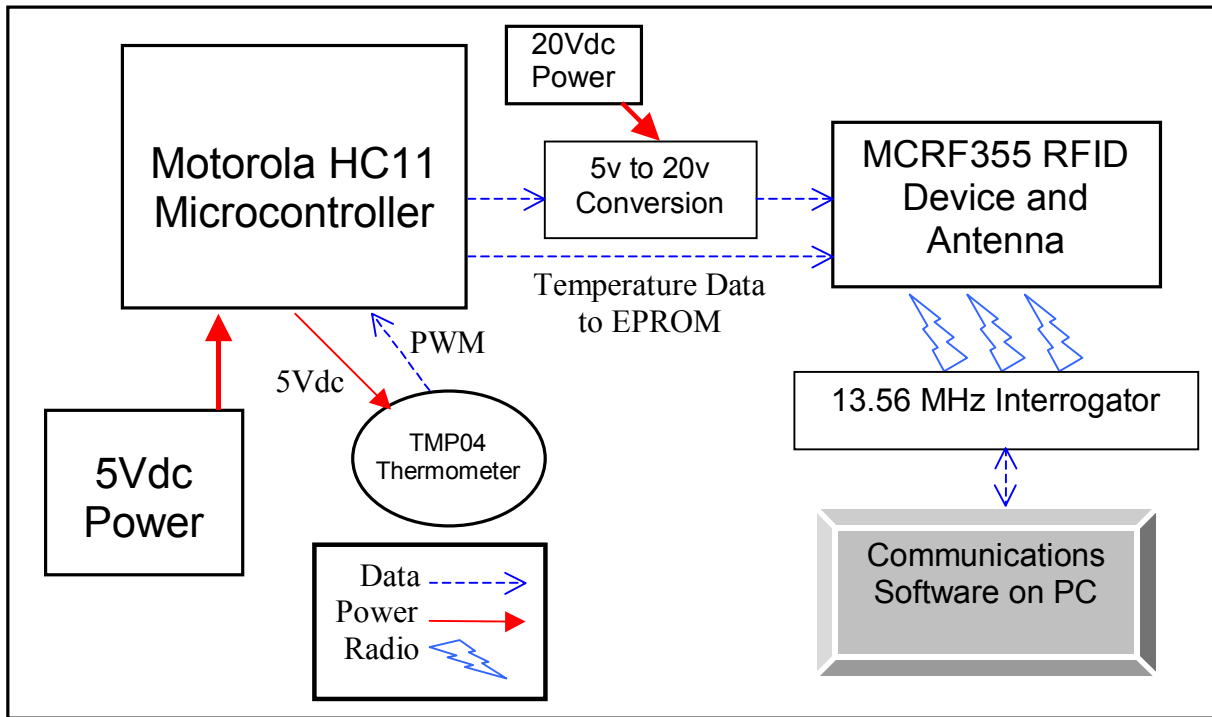 20Vdc
Power
Motorola HC11
Microcontroller
5v to 20v
Conversion
MCRF355 RFID
Device and
Antenna
Temperature Data
to EPROM
PWM
5Vdc
13.56 MHz Interrogator
TMP04
Thermometer
5Vdc
Power
Communications
Software on PC
Data
Power
Radio